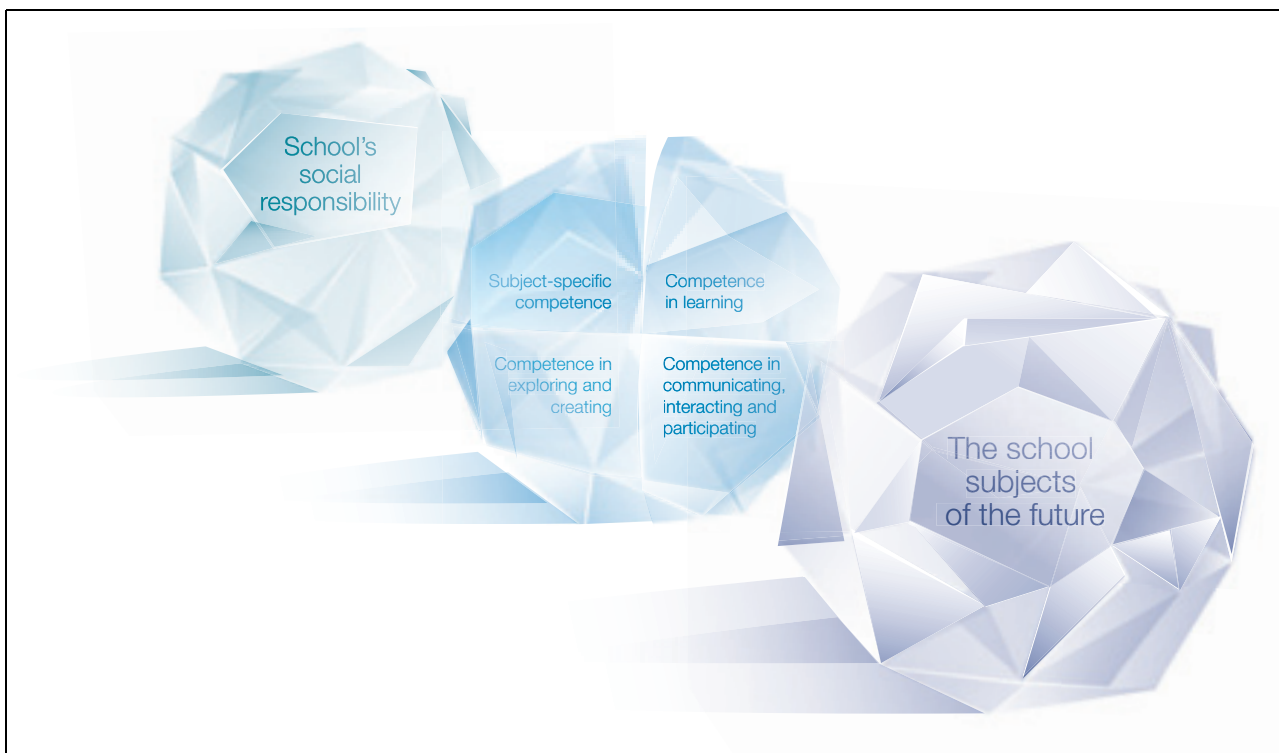 School’s
social
responsibility
Subject-specific
competence
Competence
in learning
Competence in
exploring and
creating
Competence in
communicating,
interacting and
participating
The school
subjects
of the future